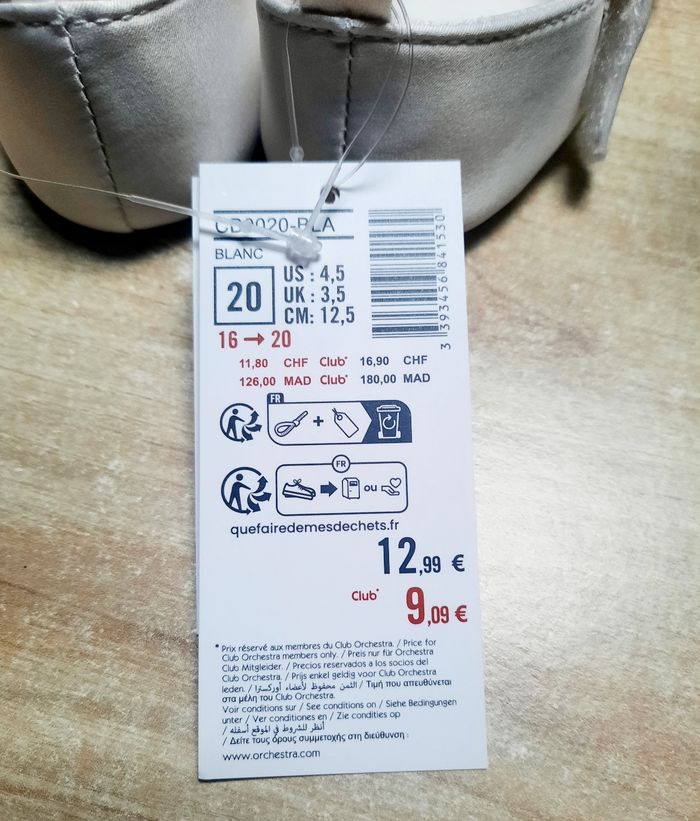 BLANC
20
US : 4,5
UK : 3,5
CM: 12,5
3 393456 841530
16 → 20
11,80 CHF Club* 16,90 CHF
126,00 MAD Club* 180,00 MAD
FR
+
FR
ou
quefairedemesdechets.fr
12,99 €
Club* 9,09 €
* Prix réservé aux membres du Club Orchestra. / Price for
Club Orchestra members only. / Preis nur für Orchestra
Club Mitglieder. / Precios reservados a los socios del
Club Orchestra. / Prijs enkel geldig voor Club Orchestra
leden. / الثمن محفوظ لأعضاء أوركسترا / Τιμή που απευθύνεται
στα μέλη του Club Orchestra.
Voir conditions sur / See conditions on / Siehe Bedingungen
unter / Ver conditiones en / Zie condities op
/ أنظر للشروط في الموقع أسفله
/ Δείτε τους όρους συμμετοχής στη διεύθυνση :
www.orchestra.com